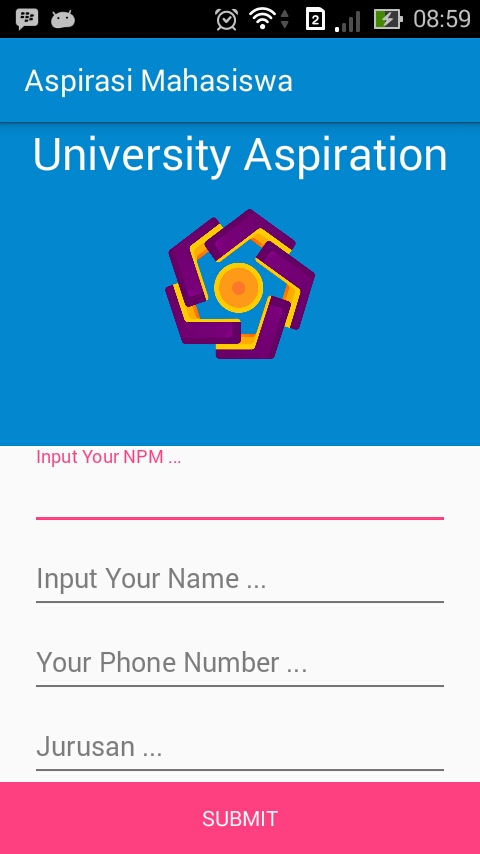 2 08:59
Aspirasi Mahasiswa
University Aspiration
Input Your NPM ...
Input Your Name ...
Your Phone Number ...
Jurusan ...
SUBMIT